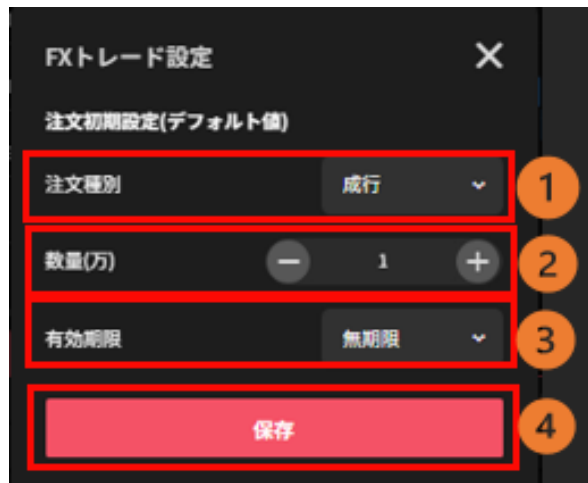 FXトレード設定 ×
注文初期設定(デフォルト値)
注文種別 成行 1
数量(万) − 1 + 2
有効期限 無期限 3
保存 4